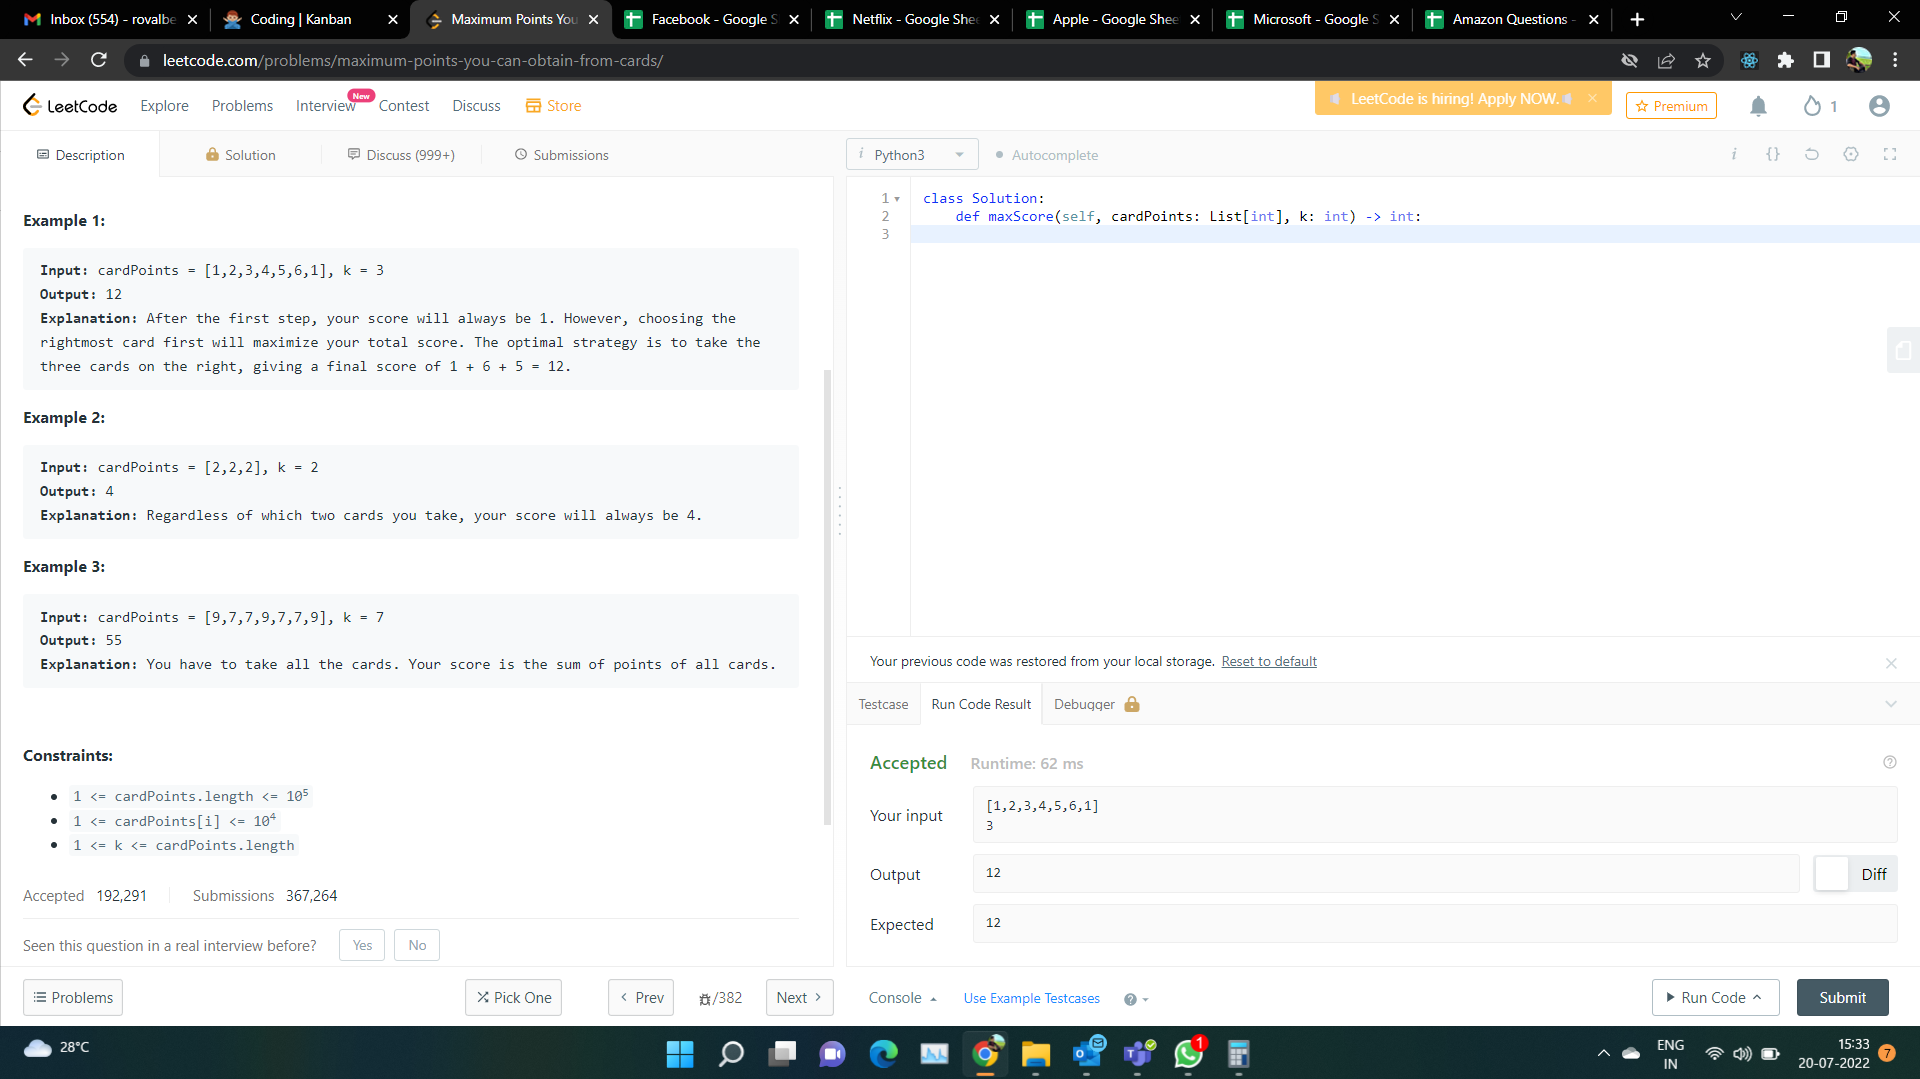 Inbox (554) - rovalbe
Coding | Kanban
Maximum Points You
Facebook - Google S
Netflix - Google Shee
Apple - Google Shee
Microsoft - Google S
Amazon Questions -
leetcode.com/problems/maximum-points-you-can-obtain-from-cards/
LeetCode
Explore
Problems
Interview
New
Contest
Discuss
Store
LeetCode is hiring! Apply NOW.
Premium
1
Description
Solution
Discuss (999+)
Submissions
i Python3
Autocomplete
i {}
Example 1:
Input: cardPoints = [1,2,3,4,5,6,1], k = 3
Output: 12
Explanation: After the first step, your score will always be 1. However, choosing the
rightmost card first will maximize your total score. The optimal strategy is to take the
three cards on the right, giving a final score of 1 + 6 + 5 = 12.
Example 2:
Input: cardPoints = [2,2,2], k = 2
Output: 4
Explanation: Regardless of which two cards you take, your score will always be 4.
Example 3:
Input: cardPoints = [9,7,7,9,7,7,9], k = 7
Output: 55
Explanation: You have to take all the cards. Your score is the sum of points of all cards.
Constraints:
1 <= cardPoints.length <= 10⁵
1 <= cardPoints[i] <= 10⁴
1 <= k <= cardPoints.length
Accepted 192,291
Submissions 367,264
Seen this question in a real interview before?
Yes
No
Problems
Pick One
Prev
/382
Next
1 class Solution:
2 def maxScore(self, cardPoints: List[int], k: int) -> int:
3
Your previous code was restored from your local storage. Reset to default
Testcase
Run Code Result
Debugger
Accepted
Runtime: 62 ms
Your input
[1,2,3,4,5,6,1]
3
Output
12
Diff
Expected
12
Console
Use Example Testcases
Run Code
Submit
28°C
1
ENG
IN
15:33
20-07-2022
7